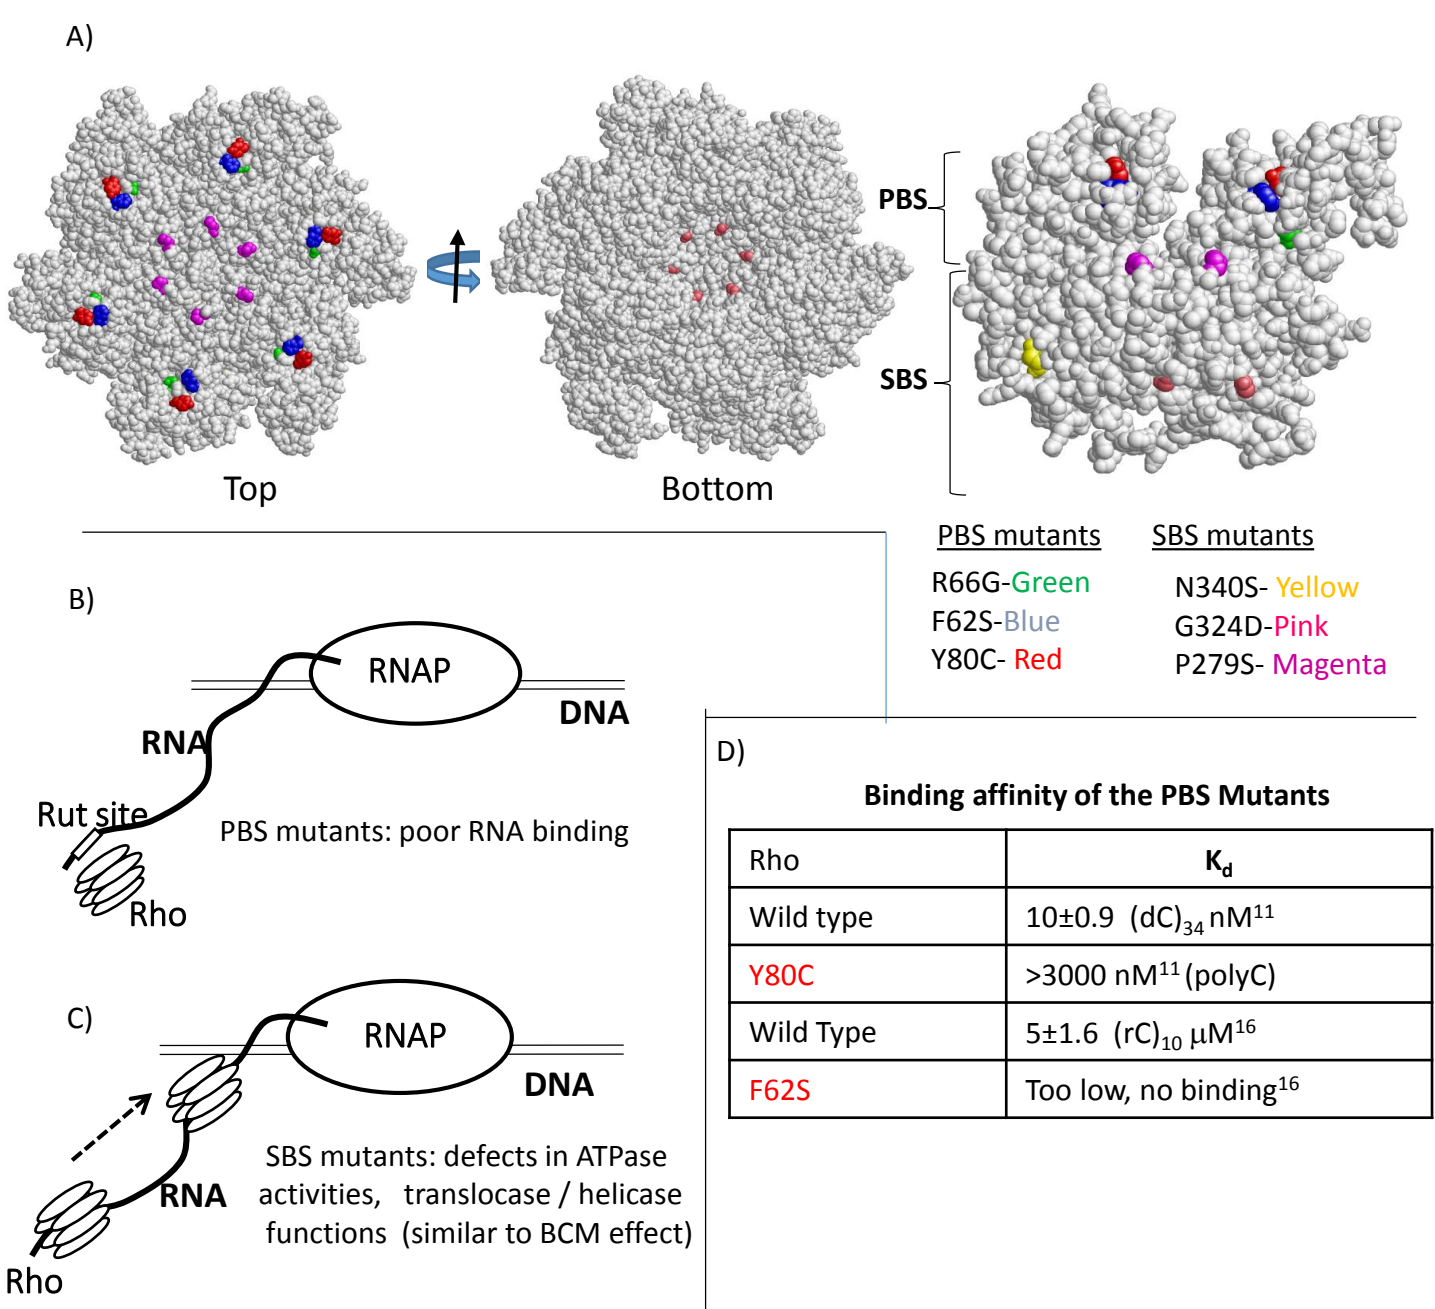 A)
PBS
SBS
Top
Bottom
PBS mutants
R66G-Green
F62S-Blue
Y80C- Red
SBS mutants
N340S- Yellow
G324D-Pink
P279S- Magenta
B)
RNAP
DNA
RNA
Rut site
PBS mutants: poor RNA binding
Rho
C)
RNAP
DNA
SBS mutants: defects in ATPase
activities, translocase / helicase
functions (similar to BCM effect)
RNA
Rho
D)
Binding affinity of the PBS Mutants
Rho Kd
Wild type 10±0.9 (dC)34 nM11
Y80C >3000 nM11 (polyC)
Wild Type 5±1.6 (rC)10 μM16
F62S Too low, no binding16